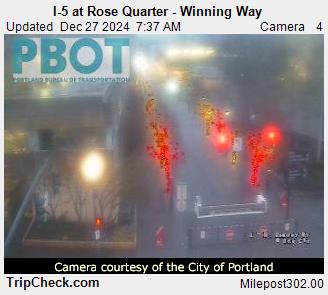 I-5 at Rose Quarter - Winning Way
Updated Dec 27 2024 7:37 AM Camera 4
PBOT
PORTLAND BUREAU OF TRANSPORTATION
Camera courtesy of the City of Portland
TripCheck.com Milepost302.00